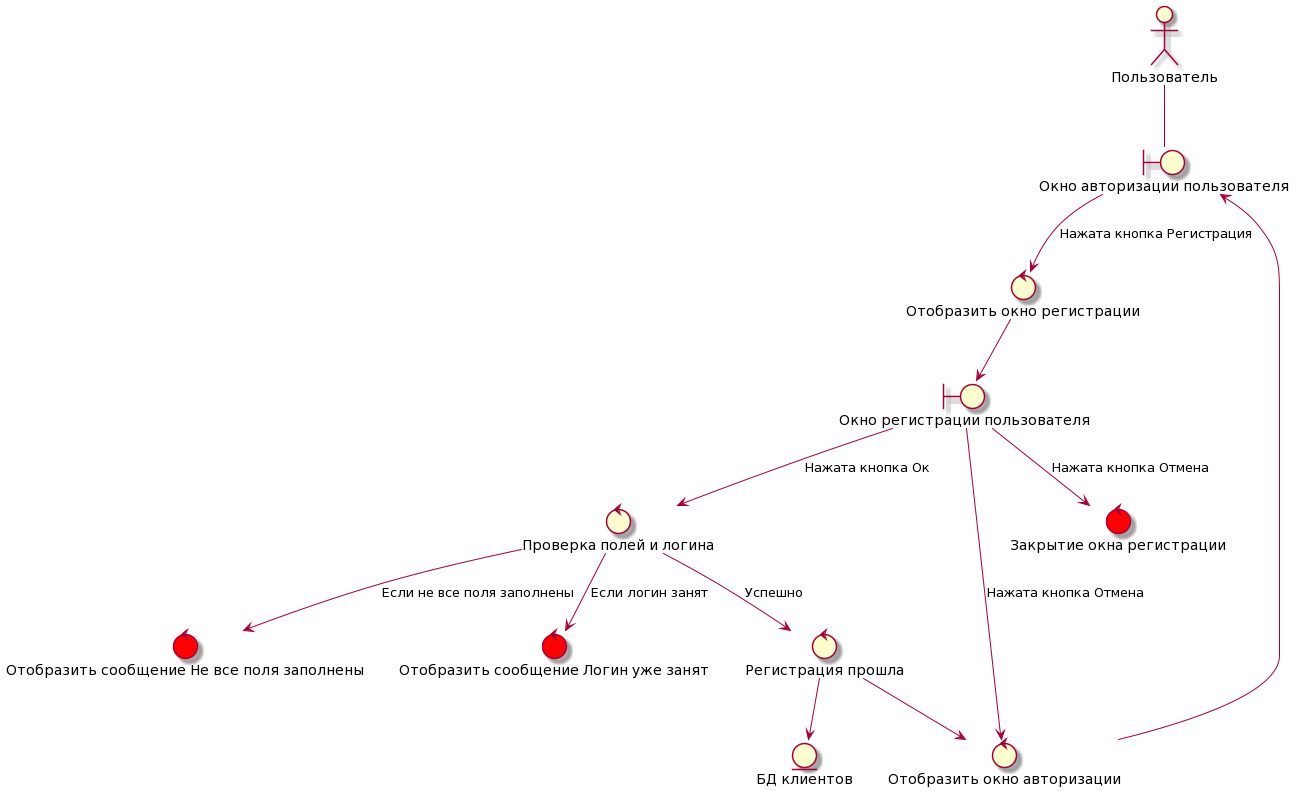 Пользователь
Окно авторизации пользователя
Нажата кнопка Регистрация
Отобразить окно регистрации
Окно регистрации пользователя
Нажата кнопка Ок
Нажата кнопка Отмена
Проверка полей и логина
Закрытие окна регистрации
Если не все поля заполнены
Если логин занят
Успешно
Нажата кнопка Отмена
Отобразить сообщение Не все поля заполнены
Отобразить сообщение Логин уже занят
Регистрация прошла
БД клиентов
Отобразить окно авторизации